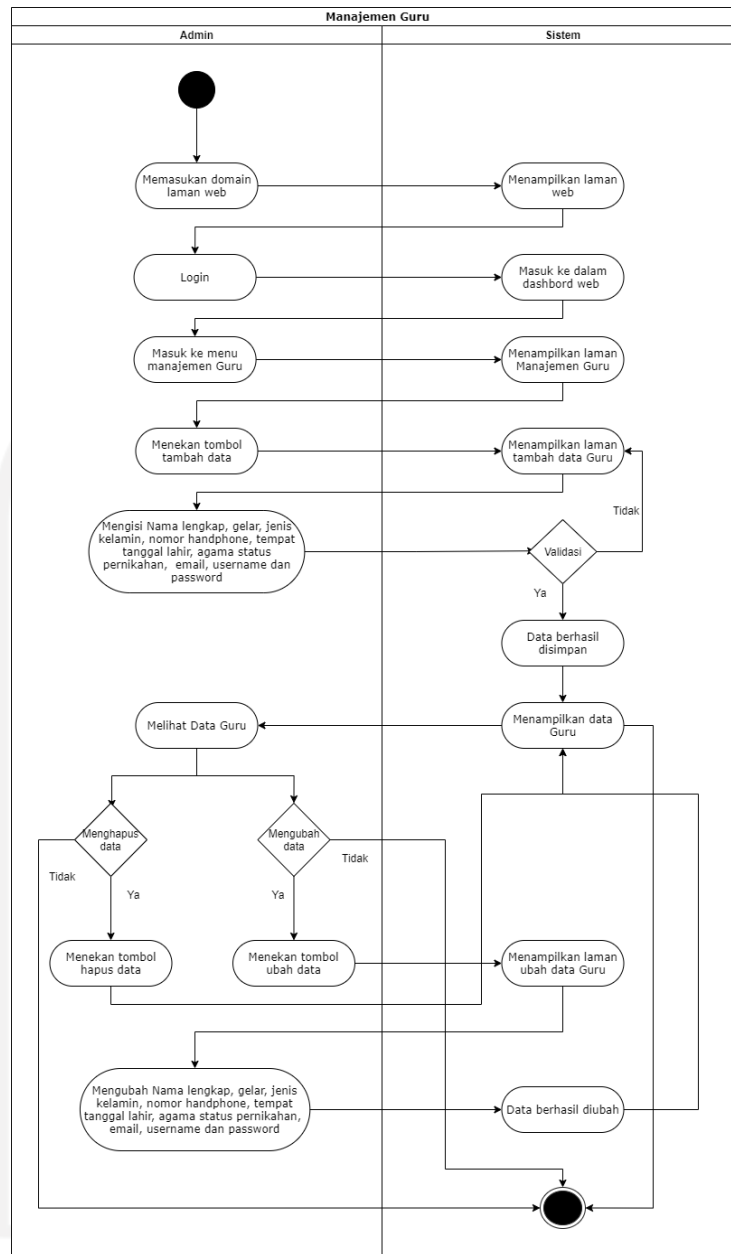 Manajemen Guru
Admin
Sistem
Memasukan domain
laman web
Menampilkan laman
web
Login
Masuk ke dalam
dashbord web
Masuk ke menu
manajemen Guru
Menampilkan laman
Manajemen Guru
Menekan tombol
tambah data
Menampilkan laman
tambah data Guru
Tidak
Mengisi Nama lengkap, gelar, jenis
kelamin, nomor handphone, tempat
tanggal lahir, agama status
pernikahan,  email, username dan
password
Validasi
Ya
Data berhasil
disimpan
Melihat Data Guru
Menampilkan data
Guru
Menghapus
data
Mengubah
data
Tidak
Tidak
Ya
Ya
Menekan tombol
hapus data
Menekan tombol
ubah data
Menampilkan laman
ubah data Guru
Mengubah Nama lengkap, gelar, jenis
kelamin, nomor handphone, tempat
tanggal lahir, agama status pernikahan,
email, username dan password
Data berhasil diubah